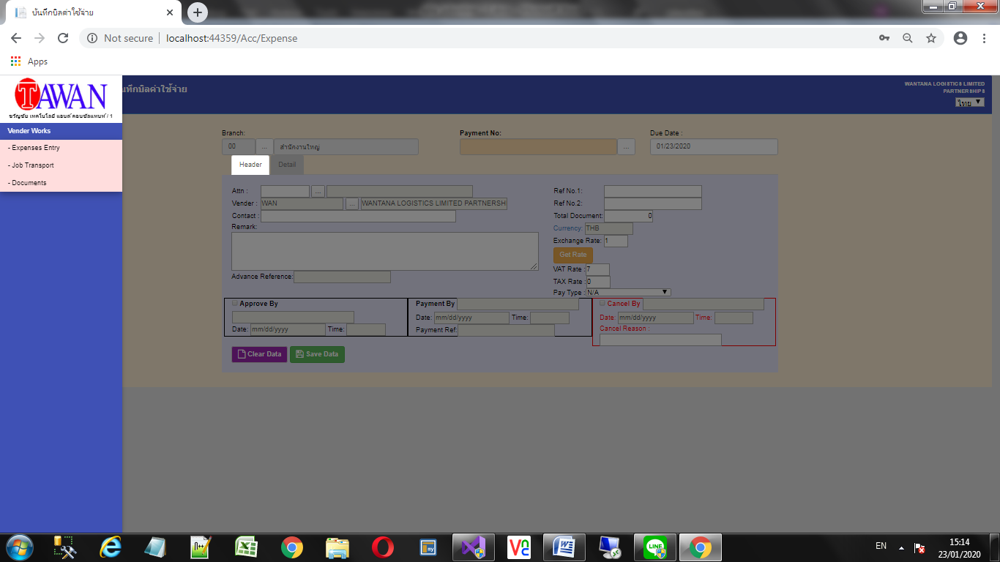 บันทึกบิลค่าใช้จ่าย
Not secure | localhost:44359/Acc/Expense
Apps
TAWAN
ขวัญชัย เทคโนโลยี แอนด์ คอนซัลแทนท์ / 1
Vender Works
- Expenses Entry
- Job Transport
- Documents
นทึกบิลค่าใช้จ่าย
WANTANA LOGISTICS LIMITED
PARTNERSHIPS
ไทย
Branch: Payment No: Due Date :
00 ... สำนักงานใหญ่ ... 01/23/2020
Header Detail
Attn : ... Ref No.1:
Vender : WAN ... WANTANA LOGISTICS LIMITED PARTNERSH Ref No.2:
Contact : Total Document: 0
Remark: Currency: THB
Exchange Rate: 1
Get Rate
VAT Rate : 7
Advance Reference: TAX Rate : 0
Pay Type : N/A
Approve By Payment By Cancel By
Date: mm/dd/yyyy Time: Date: mm/dd/yyyy Time: Date: mm/dd/yyyy Time:
Payment Ref: Cancel Reason :
Clear Data Save Data
EN 15:14
23/01/2020